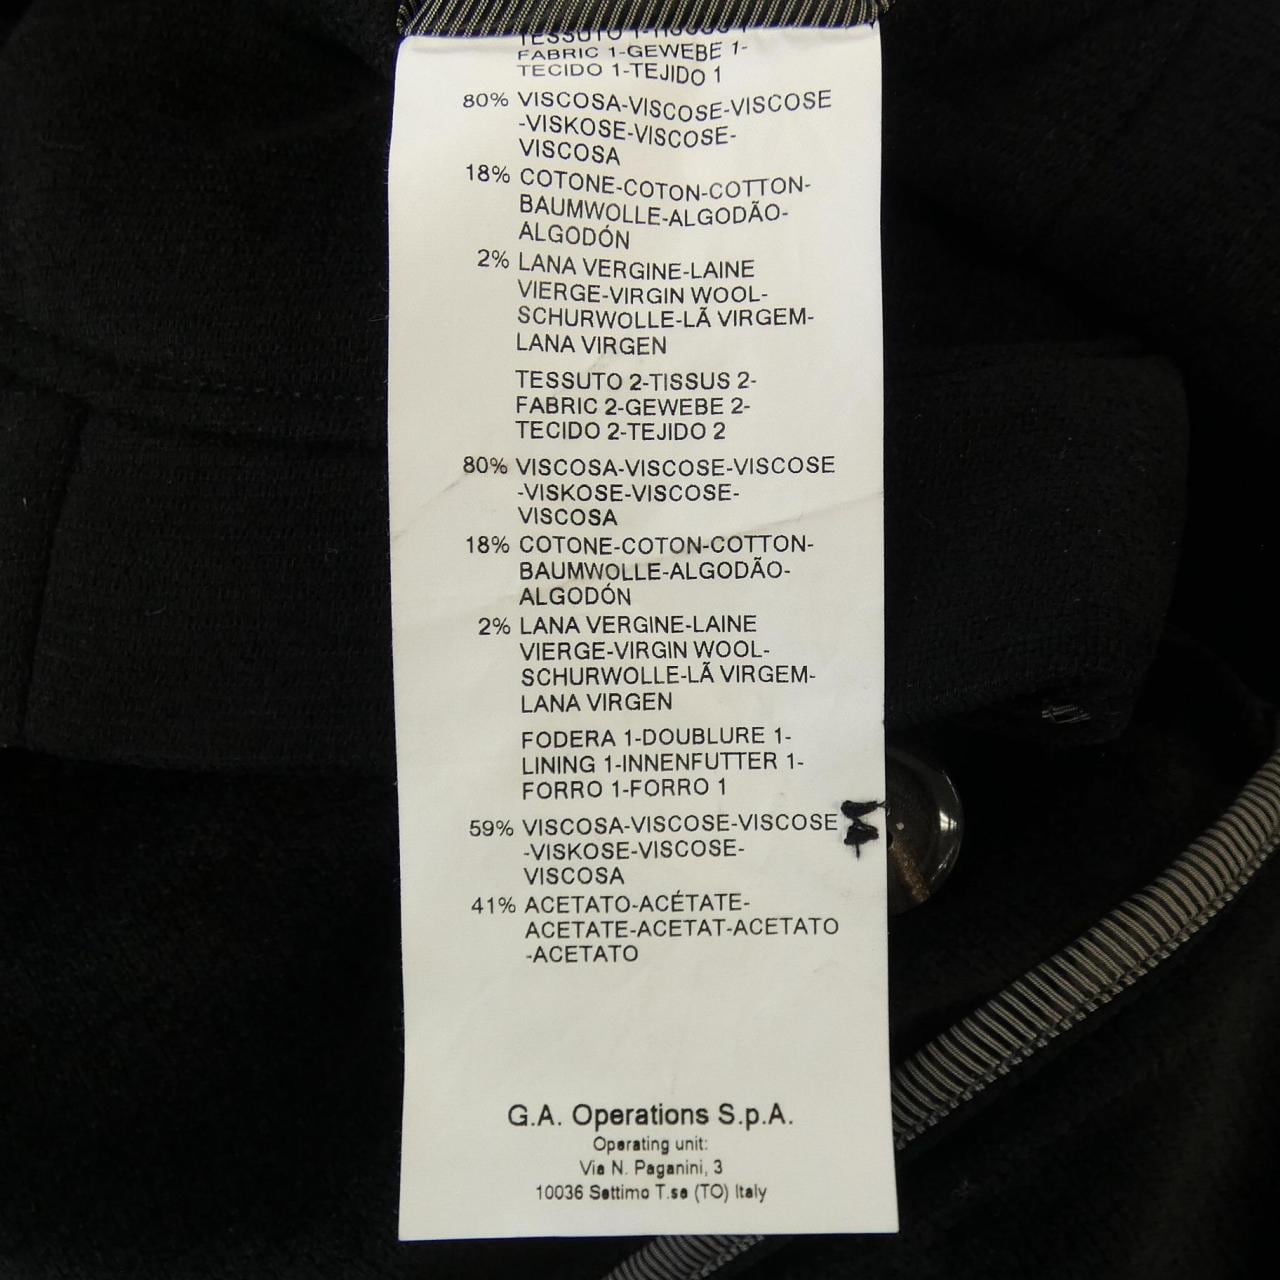 TESSUTO 1-TISSUS 1-
FABRIC 1-GEWEBE 1-
TECIDO 1-TEJIDO 1
80% VISCOSA-VISCOSE-VISCOSE
-VISKOSE-VISCOSE-
VISCOSA
18% COTONE-COTON-COTTON-
BAUMWOLLE-ALGODÃO-
ALGODÓN
2% LANA VERGINE-LAINE
VIERGE-VIRGIN WOOL-
SCHURWOLLE-LÃ VIRGEM-
LANA VIRGEN
TESSUTO 2-TISSUS 2-
FABRIC 2-GEWEBE 2-
TECIDO 2-TEJIDO 2
80% VISCOSA-VISCOSE-VISCOSE
-VISKOSE-VISCOSE-
VISCOSA
18% COTONE-COTON-COTTON-
BAUMWOLLE-ALGODÃO-
ALGODÓN
2% LANA VERGINE-LAINE
VIERGE-VIRGIN WOOL-
SCHURWOLLE-LÃ VIRGEM-
LANA VIRGEN
FODERA 1-DOUBLURE 1-
LINING 1-INNENFUTTER 1-
FORRO 1-FORRO 1
59% VISCOSA-VISCOSE-VISCOSE
-VISKOSE-VISCOSE-
VISCOSA
41% ACETATO-ACÉTATE-
ACETATE-ACETAT-ACETATO
-ACETATO
G.A. Operations S.p.A.
Operating unit:
Via N. Paganini, 3
10036 Settimo T.se (TO) Italy